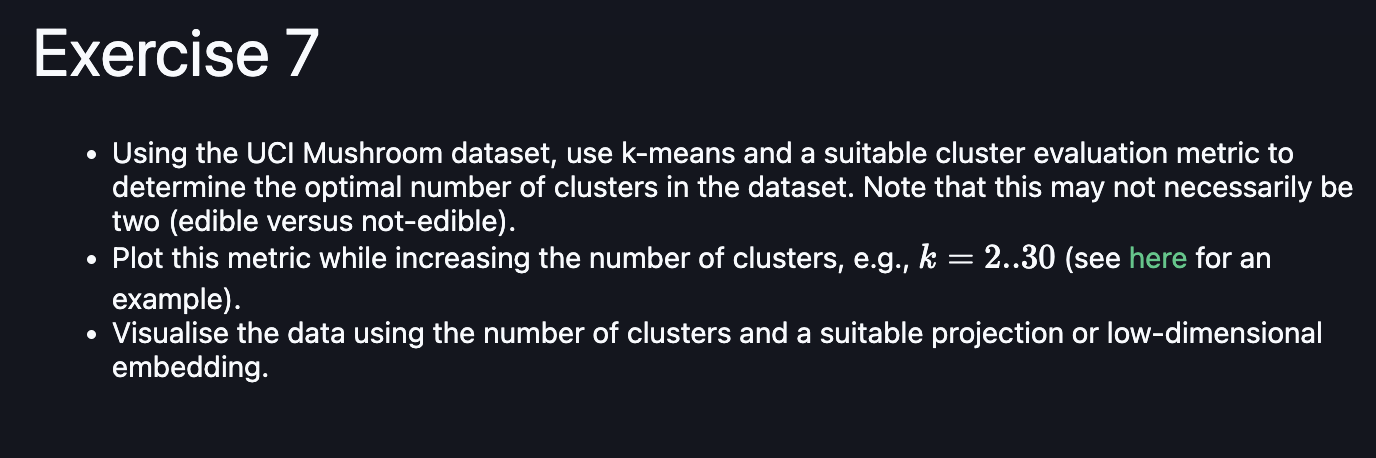 Exercise 7
• Using the UCI Mushroom dataset, use k-means and a suitable cluster evaluation metric to
determine the optimal number of clusters in the dataset. Note that this may not necessarily be
two (edible versus not-edible).
• Plot this metric while increasing the number of clusters, e.g., k = 2..30 (see here for an
example).
• Visualise the data using the number of clusters and a suitable projection or low-dimensional
embedding.